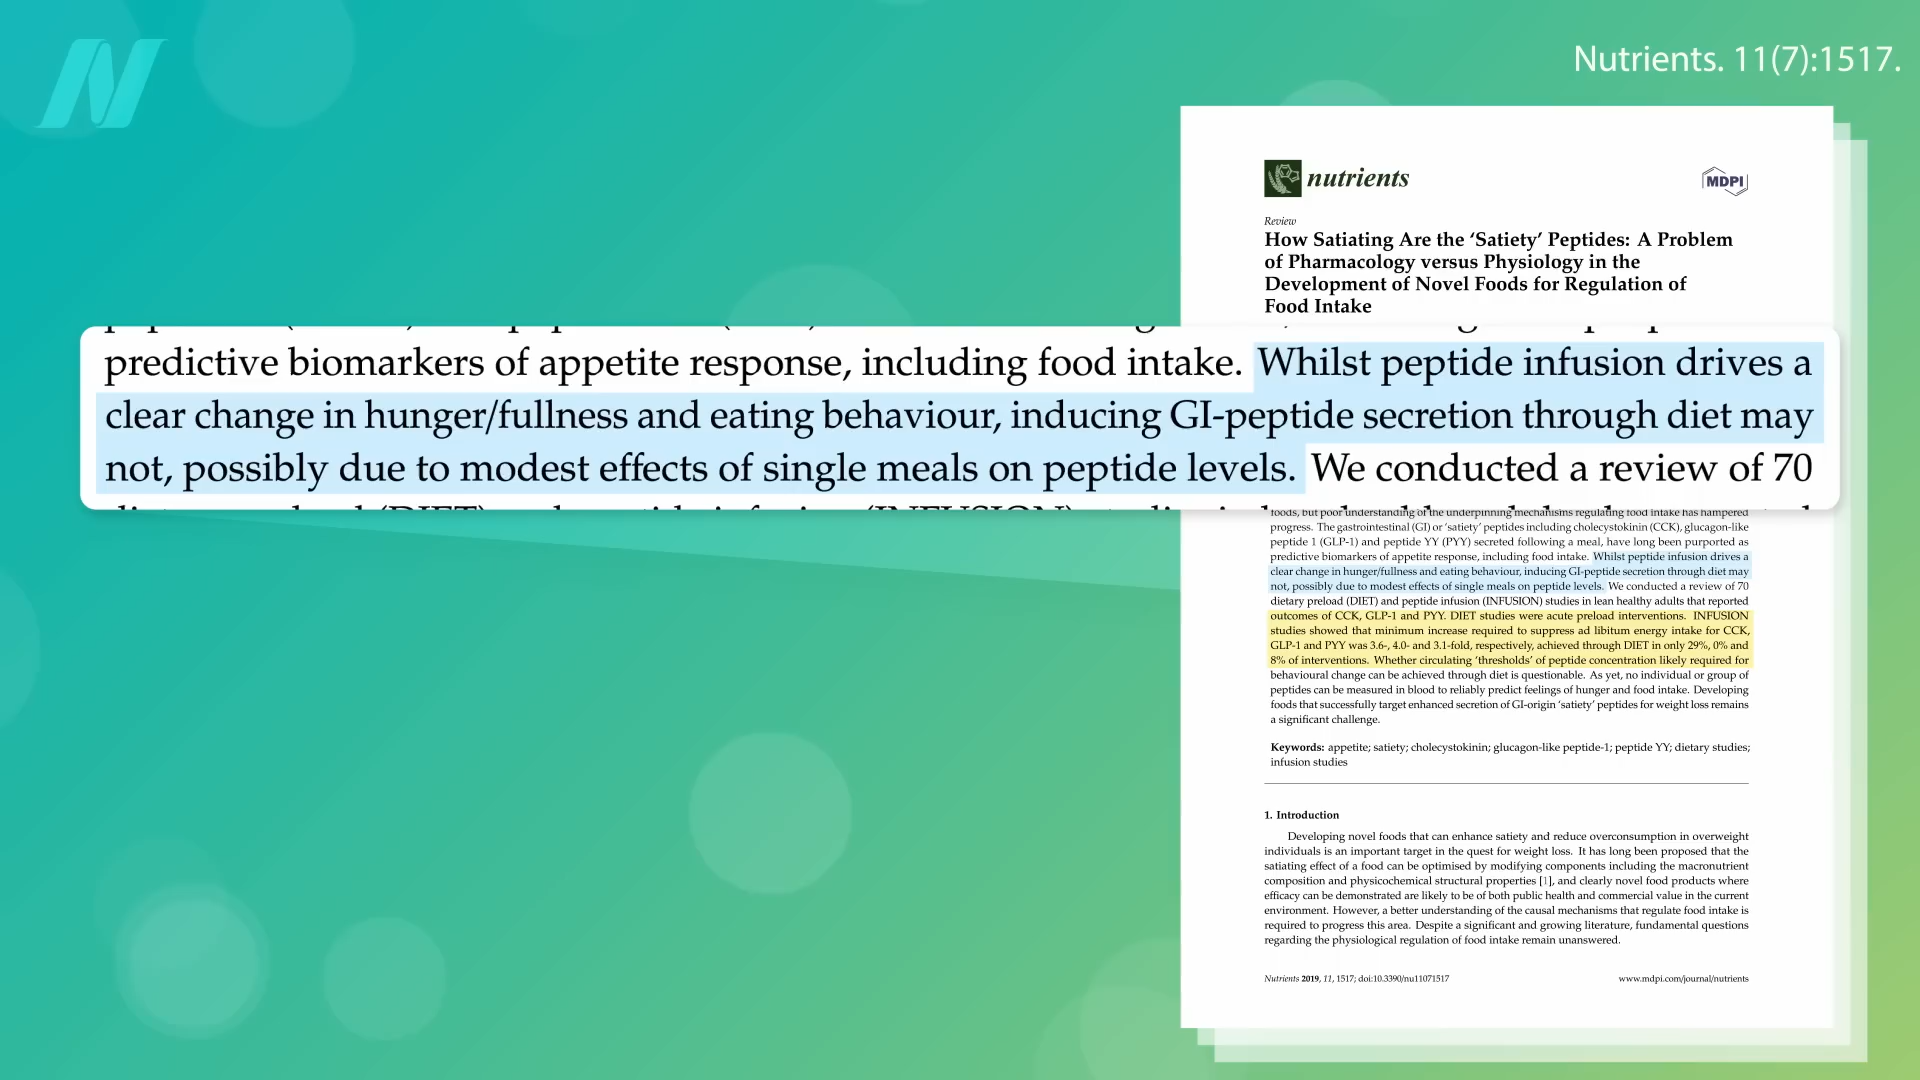 N
Nutrients. 11(7):1517.
nutrients
MDPI
Review
How Satiating Are the ‘Satiety’ Peptides: A Problem
of Pharmacology versus Physiology in the
Development of Novel Foods for Regulation of
Food Intake
predictive biomarkers of appetite response, including food intake. Whilst peptide infusion drives a
clear change in hunger/fullness and eating behaviour, inducing GI-peptide secretion through diet may
not, possibly due to modest effects of single meals on peptide levels. We conducted a review of 70
foods, but poor understanding of the underpinning mechanisms regulating food intake has hampered
progress. The gastrointestinal (GI) or ‘satiety’ peptides including cholecystokinin (CCK), glucagon-like
peptide 1 (GLP-1) and peptide YY (PYY) secreted following a meal, have long been purported as
predictive biomarkers of appetite response, including food intake. Whilst peptide infusion drives a
clear change in hunger/fullness and eating behaviour, inducing GI-peptide secretion through diet may
not, possibly due to modest effects of single meals on peptide levels. We conducted a review of 70
dietary preload (DIET) and peptide infusion (INFUSION) studies in lean healthy adults that reported
outcomes of CCK, GLP-1 and PYY. DIET studies were acute preload interventions. INFUSION
studies showed that minimum increase required to suppress ad libitum energy intake for CCK,
GLP-1 and PYY was 3.6-, 4.0- and 3.1-fold, respectively, achieved through DIET in only 29%, 0% and
8% of interventions. Whether circulating ‘thresholds’ of peptide concentration likely required for
behavioural change can be achieved through diet is questionable. As yet, no individual or group of
peptides can be measured in blood to reliably predict feelings of hunger and food intake. Developing
foods that successfully target enhanced secretion of GI-origin ‘satiety’ peptides for weight loss remains
a significant challenge.
Keywords: appetite; satiety; cholecystokinin; glucagon-like peptide-1; peptide YY; dietary studies;
infusion studies
1. Introduction
Developing novel foods that can enhance satiety and reduce overconsumption in overweight
individuals is an important target in the quest for weight loss. It has long been proposed that the
satiating effect of a food can be optimised by modifying components including the macronutrient
composition and physicochemical structural properties [1], and clearly novel food products where
efficacy can be demonstrated are likely to be of both public health and commercial value in the current
environment. However, a better understanding of the causal mechanisms that regulate food intake is
required to progress this area. Despite a significant and growing literature, fundamental questions
regarding the physiological regulation of food intake remain unanswered.
Nutrients 2019, 11, 1517; doi:10.3390/nu11071517
www.mdpi.com/journal/nutrients